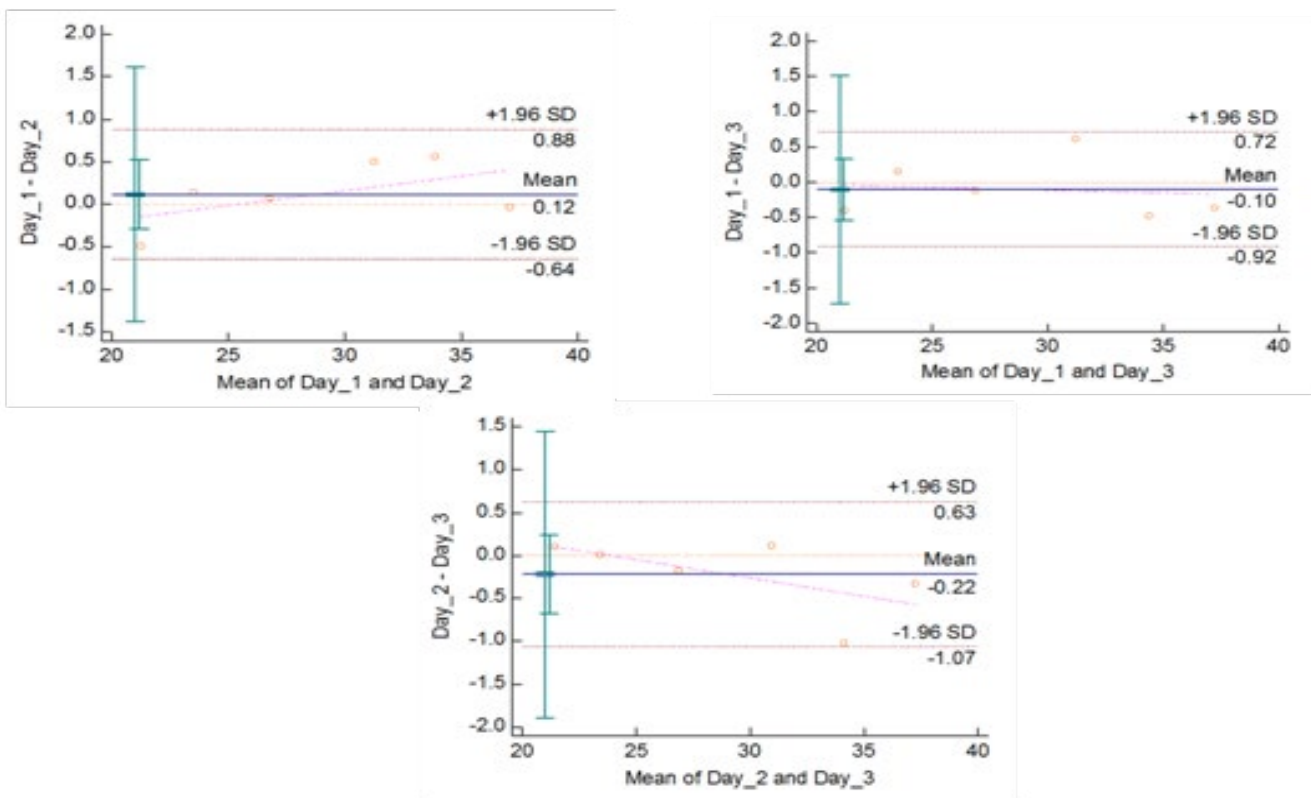 2.0
1.5
1.0
0.5
0.0
-0.5
-1.0
-1.5
Day_1 - Day_2
+1.96 SD
0.88
Mean
0.12
-1.96 SD
-0.64
20 25 30 35 40
Mean of Day_1 and Day_2
2.0
1.5
1.0
0.5
0.0
-0.5
-1.0
-1.5
-2.0
Day_1 - Day_3
+1.96 SD
0.72
Mean
-0.10
-1.96 SD
-0.92
20 25 30 35 40
Mean of Day_1 and Day_3
1.5
1.0
0.5
0.0
-0.5
-1.0
-1.5
-2.0
Day_2 - Day_3
+1.96 SD
0.63
Mean
-0.22
-1.96 SD
-1.07
20 25 30 35 40
Mean of Day_2 and Day_3